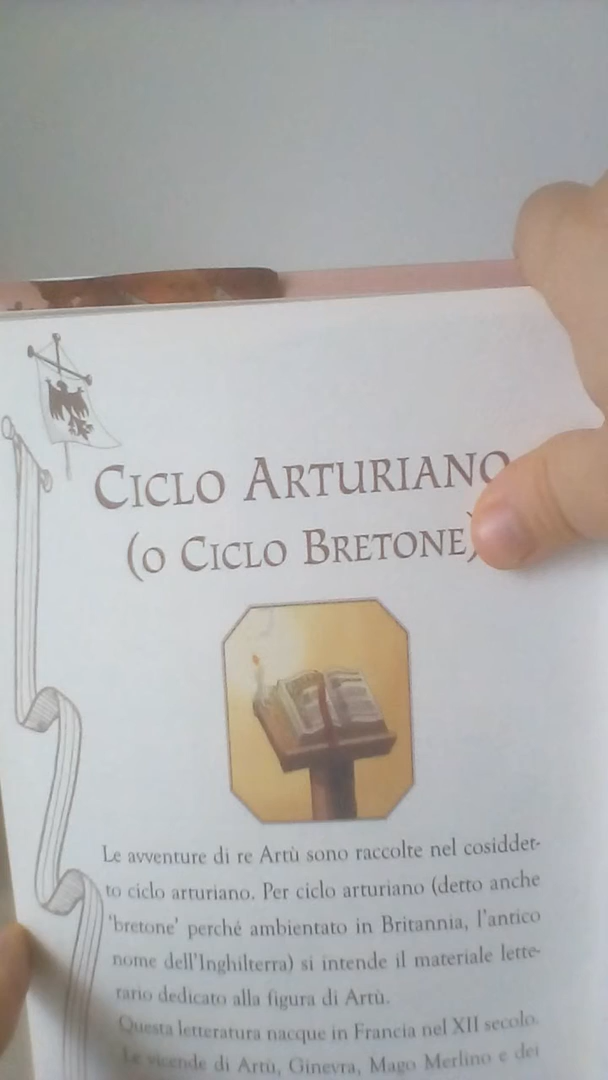 CICLO ARTURIANO
(O CICLO BRETONE)
Le avventure di re Artù sono raccolte nel cosiddet-
to ciclo arturiano. Per ciclo arturiano (detto anche
'bretone' perché ambientato in Britannia, l'antico
nome dell'Inghilterra) si intende il materiale lette-
rario dedicato alla figura di Artù.
Questa letteratura nacque in Francia nel XII secolo.
Le vicende di Artù, Ginevra, Mago Merlino e dei